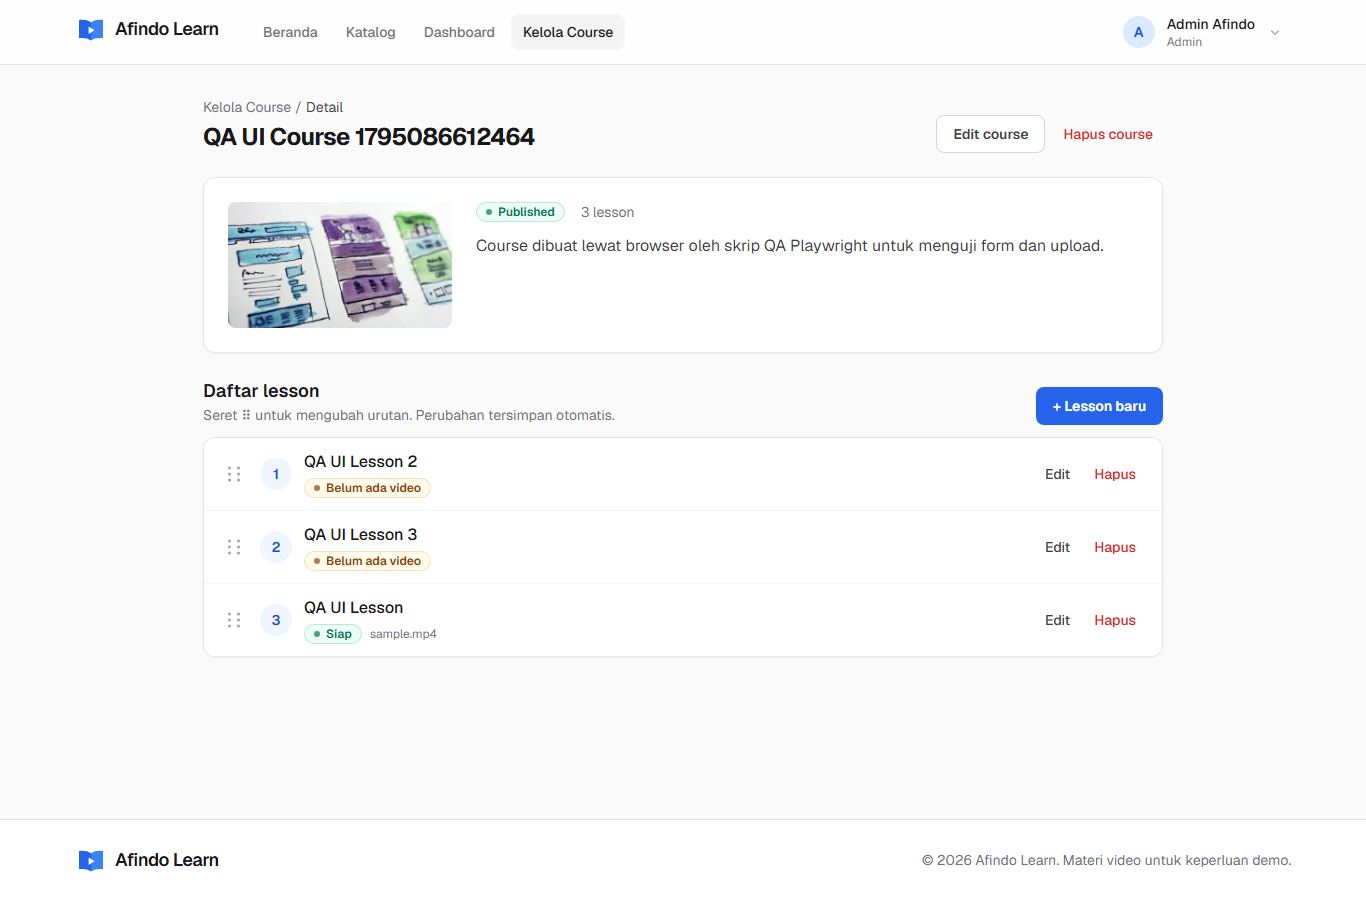 Afindo Learn
Beranda
Katalog
Dashboard
Kelola Course
A
Admin Afindo
Admin
Kelola Course / Detail
QA UI Course 1795086612464
Edit course
Hapus course
Published
3 lesson
Course dibuat lewat browser oleh skrip QA Playwright untuk menguji form dan upload.
Daftar lesson
Seret ⠿ untuk mengubah urutan. Perubahan tersimpan otomatis.
+ Lesson baru
1
QA UI Lesson 2
Belum ada video
Edit
Hapus
2
QA UI Lesson 3
Belum ada video
Edit
Hapus
3
QA UI Lesson
Siap
sample.mp4
Edit
Hapus
Afindo Learn
© 2026 Afindo Learn. Materi video untuk keperluan demo.